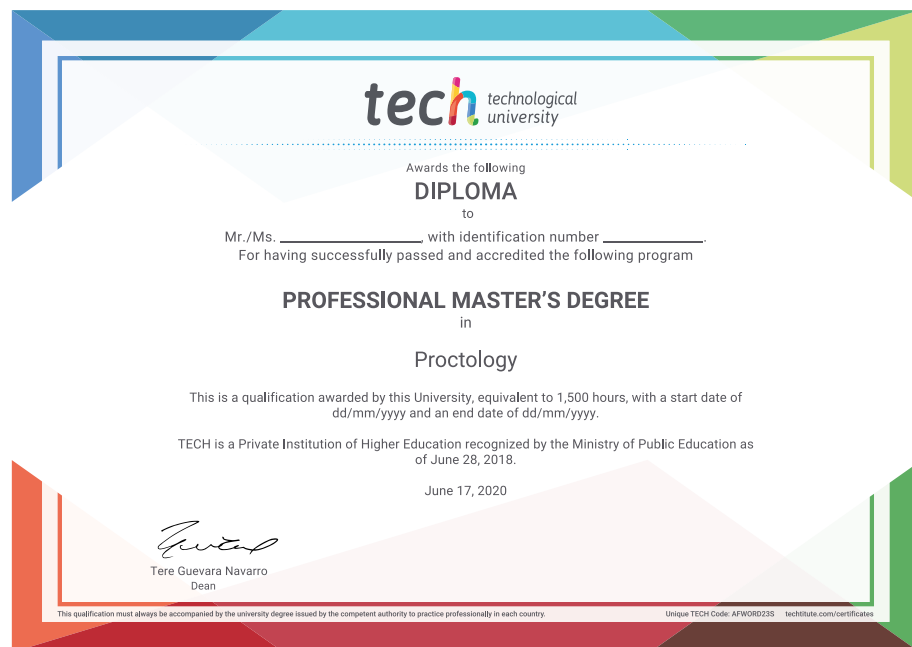 tech technological
university
Awards the following
DIPLOMA
to
Mr./Ms. ____________, with identification number ____________.
For having successfully passed and accredited the following program
PROFESSIONAL MASTER'S DEGREE
in
Proctology
This is a qualification awarded by this University, equivalent to 1,500 hours, with a start date of
dd/mm/yyyy and an end date of dd/mm/yyyy.
TECH is a Private Institution of Higher Education recognized by the Ministry of Public Education as
of June 28, 2018.
June 17, 2020
Tere Guevara Navarro
Dean
This qualification must always be accompanied by the university degree issued by the competent authority to practice professionally in each country.
Unique TECH Code: AFWORD23S techtitute.com/certificates